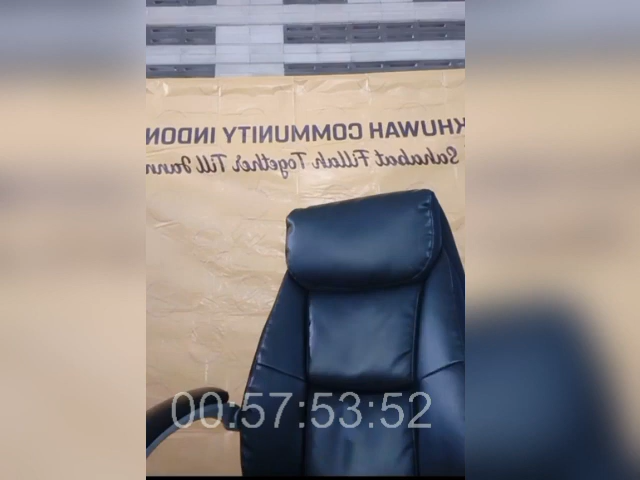 KHUWAH COMMUNITY INDON
Sahabat Fillah Together Till Jann
00:57:53:52